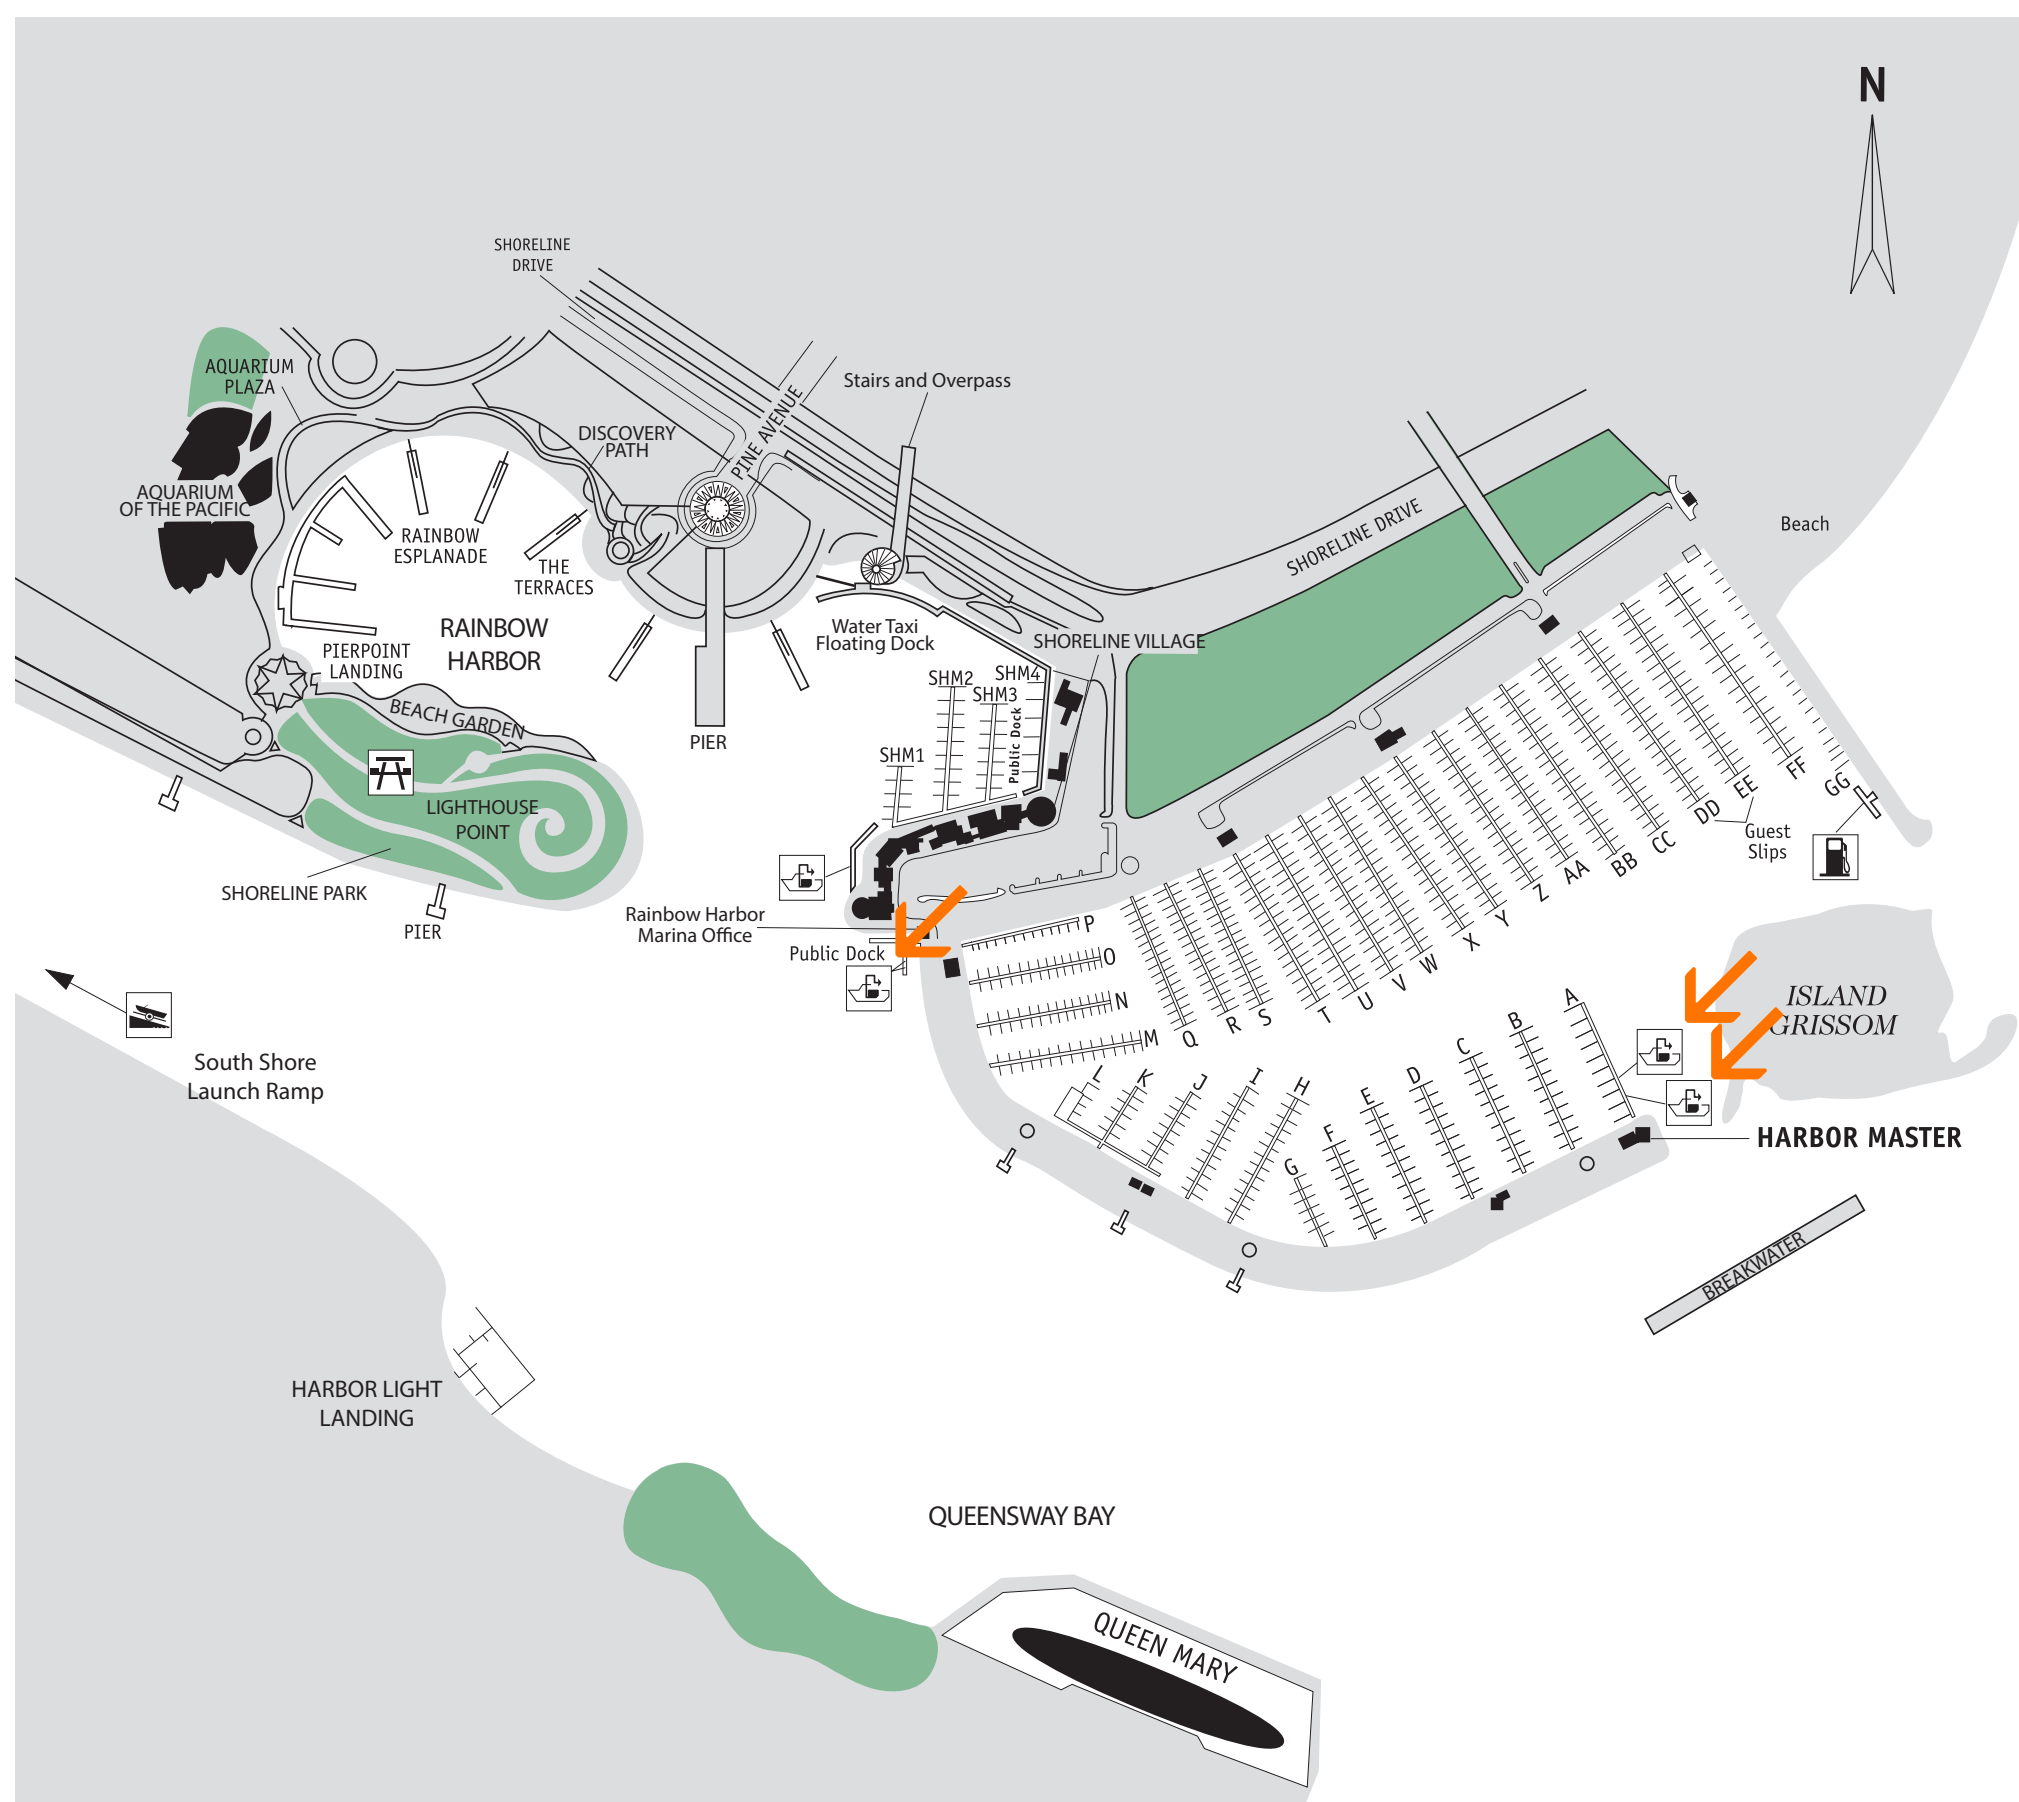 N
SHORELINE
DRIVE
AQUARIUM
PLAZA
Stairs and Overpass
PINE AVENUE
DISCOVERY
PATH
AQUARIUM
OF THE PACIFIC
RAINBOW
ESPLANADE
THE
TERRACES
SHORELINE DRIVE
Beach
RAINBOW
HARBOR
Water Taxi
Floating Dock
SHORELINE VILLAGE
PIERPOINT
LANDING
SHM2
SHM4
SHM3
Public Dock
BEACH GARDEN
PIER
SHM1
LIGHTHOUSE
POINT
SHORELINE PARK
PIER
Rainbow Harbor
Marina Office
Public Dock
GG
FF
EE
DD
Guest
Slips
CC
BB
AA
Z
Y
X
W
V
U
T
S
R
Q
P
O
N
M
L
K
J
I
H
G
F
E
D
C
B
A
ISLAND
GRISSOM
HARBOR MASTER
BREAKWATER
South Shore
Launch Ramp
HARBOR LIGHT
LANDING
QUEENSWAY BAY
QUEEN MARY